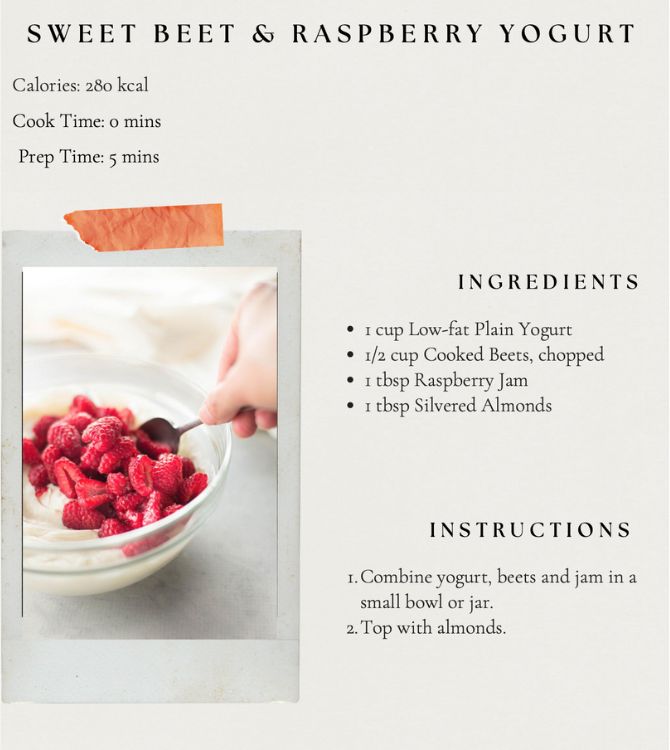 SWEET BEET & RASPBERRY YOGURT
Calories: 280 kcal
Cook Time: 0 mins
Prep Time: 5 mins
INGREDIENTS
• 1 cup Low-fat Plain Yogurt
• 1/2 cup Cooked Beets, chopped
• 1 tbsp Raspberry Jam
• 1 tbsp Silvered Almonds
INSTRUCTIONS
1. Combine yogurt, beets and jam in a
small bowl or jar.
2. Top with almonds.